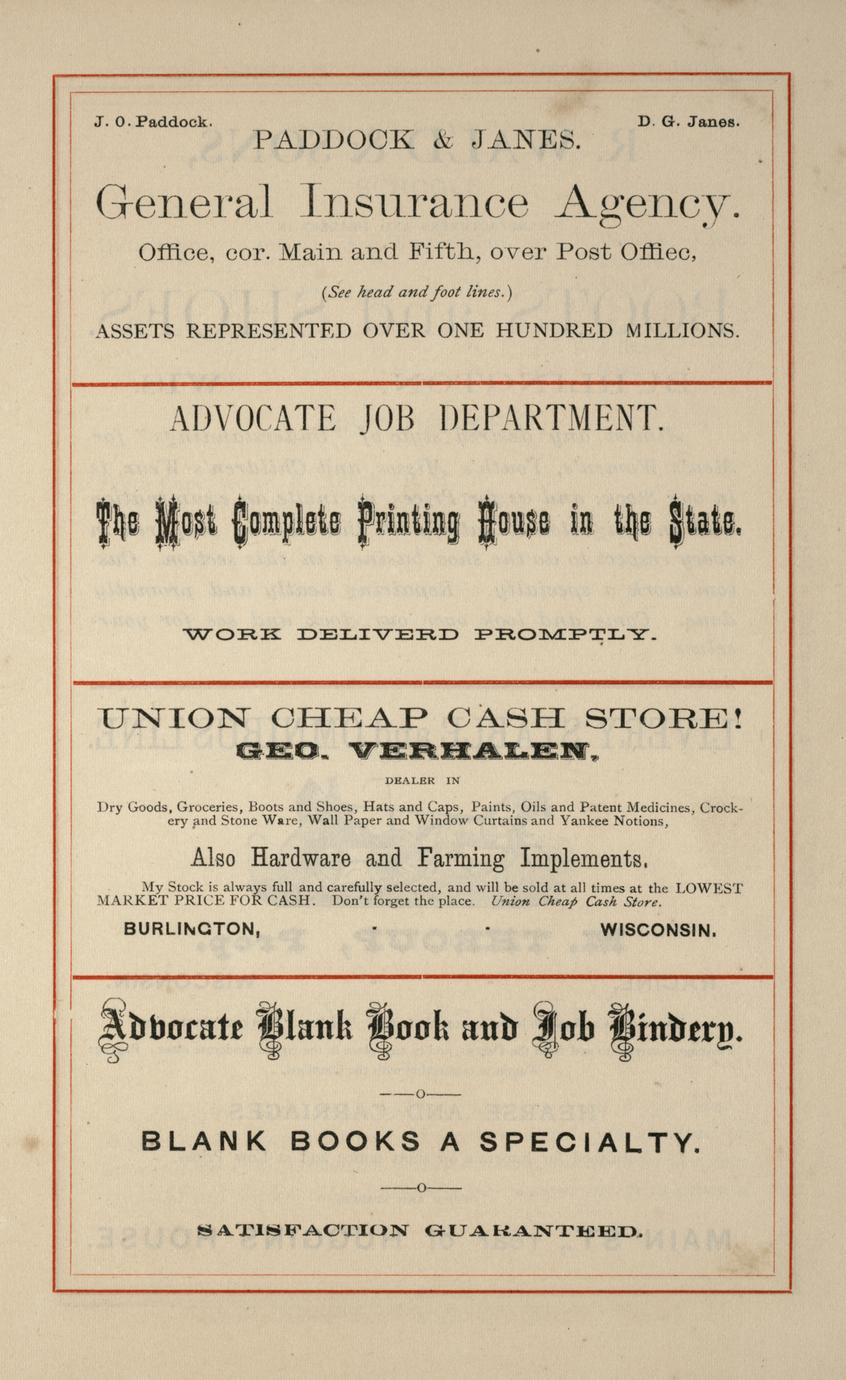 J. O. Paddock. D. G. Janes.
PADDOCK & JANES.
General Insurance Agency.
Office, cor. Main and Fifth, over Post Offiec,
(See head and foot lines.)
ASSETS REPRESENTED OVER ONE HUNDRED MILLIONS.
ADVOCATE JOB DEPARTMENT.
The Most Complete Printing House in the State.
WORK DELIVERD PROMPTLY.
UNION CHEAP CASH STORE!
GEO. VERHALEN,
DEALER IN
Dry Goods, Groceries, Boots and Shoes, Hats and Caps, Paints, Oils and Patent Medicines, Crock-
ery and Stone Ware, Wall Paper and Window Curtains and Yankee Notions,
Also Hardware and Farming Implements.
My Stock is always full and carefully selected, and will be sold at all times at the LOWEST
MARKET PRICE FOR CASH. Don't forget the place. Union Cheap Cash Store.
BURLINGTON, - - WISCONSIN.
Advocate Blank Book and Job Bindery.
——O——
BLANK BOOKS A SPECIALTY.
——O——
SATISFACTION GUARANTEED.